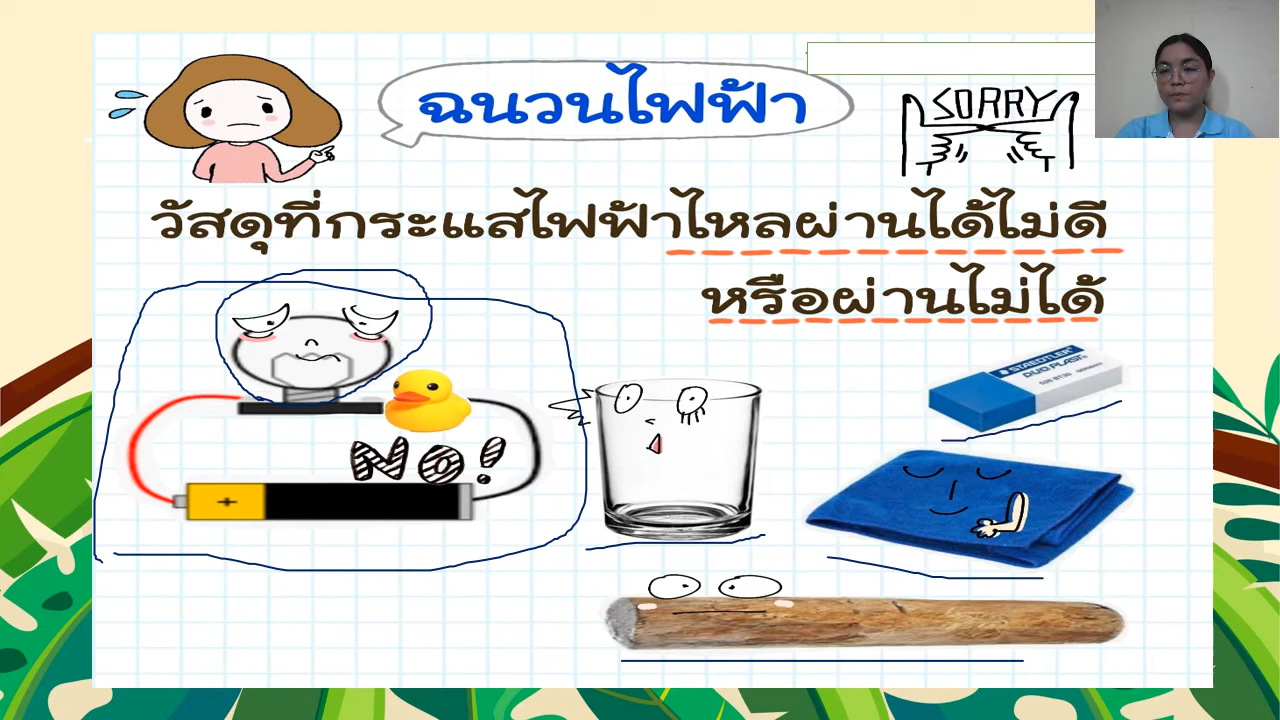 ฉนวนไฟฟ้า
SORRY
วัสดุที่กระแสไฟฟ้าไหลผ่านได้ไม่ดี
หรือผ่านไม่ได้
STAEDTLER
DUO PLAST
NO!
+